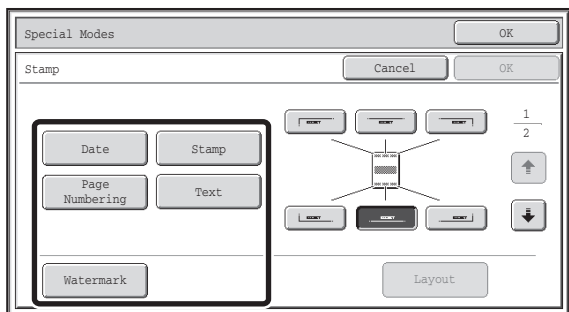 Special Modes
OK
Stamp
Cancel
OK
1
2
Date
Stamp
Page
Numbering
Text
Watermark
Layout